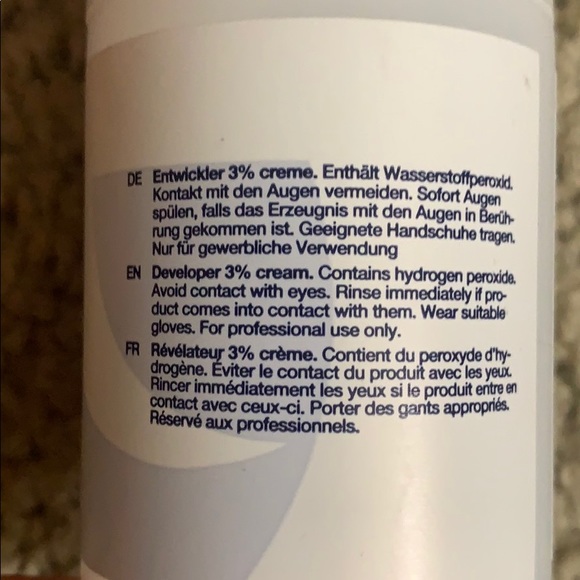 DE Entwickler 3% creme. Enthält Wasserstoffperoxid.
Kontakt mit den Augen vermeiden. Sofort Augen
spülen, falls das Erzeugnis mit den Augen in Berüh-
rung gekommen ist. Geeignete Handschuhe tragen.
Nur für gewerbliche Verwendung
EN Developer 3% cream. Contains hydrogen peroxide.
Avoid contact with eyes. Rinse immediately if pro-
duct comes into contact with them. Wear suitable
gloves. For professional use only.
FR Révélateur 3% crème. Contient du peroxyde d'hy-
drogène. Éviter le contact du produit avec les yeux.
Rincer immédiatement les yeux si le produit entre en
contact avec ceux-ci. Porter des gants appropriés.
Réservé aux professionnels.